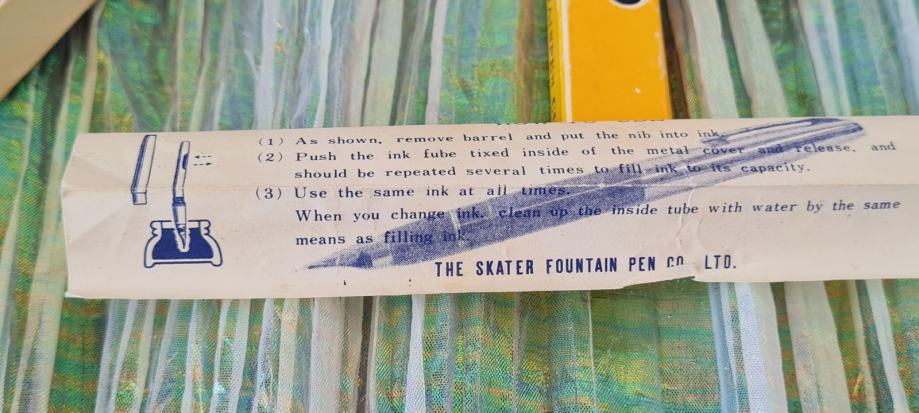 (1) As shown, remove barrel and put the nib into ink.
(2) Push the ink fube tixed inside of the metal cover and release, and
should be repeated several times to fill ink to its capacity.
(3) Use the same ink at all times.
When you change ink, clean up the inside tube with water by the same
means as filling ink.
THE SKATER FOUNTAIN PEN CO. LTD.